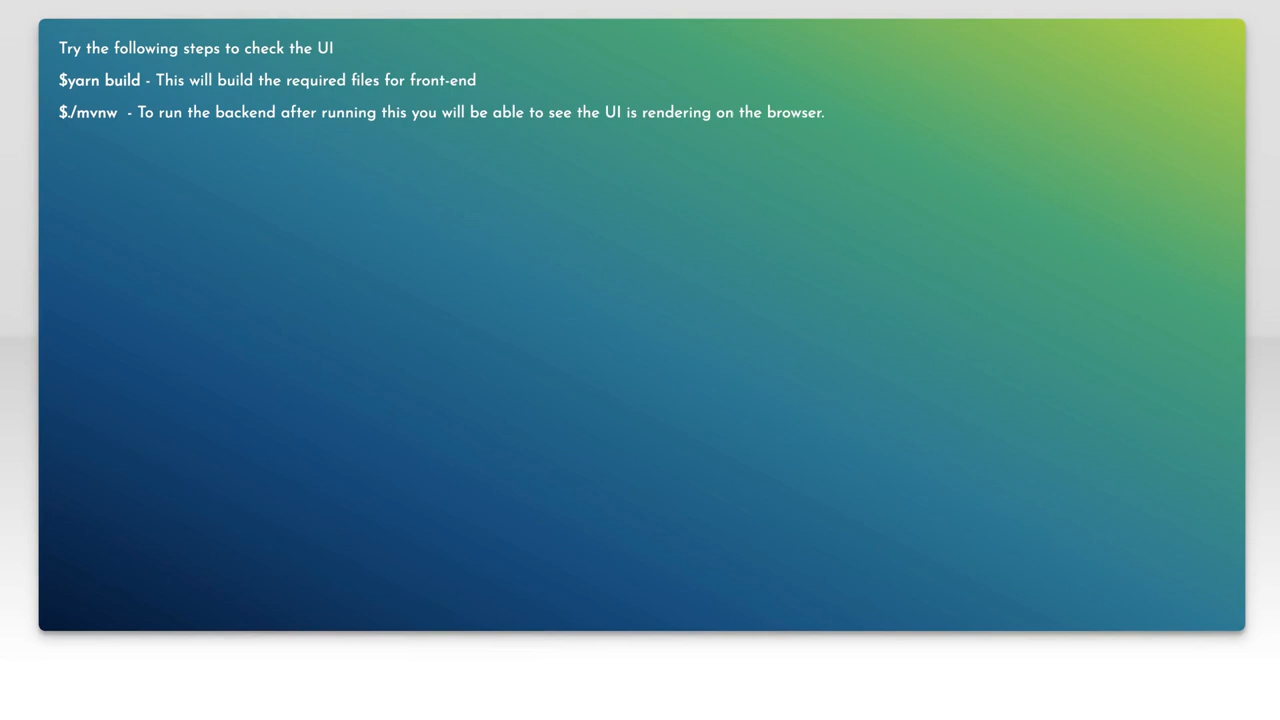 Try the following steps to check the UI
$yarn build - This will build the required files for front-end
$./mvnw  - To run the backend after running this you will be able to see the UI is rendering on the browser.